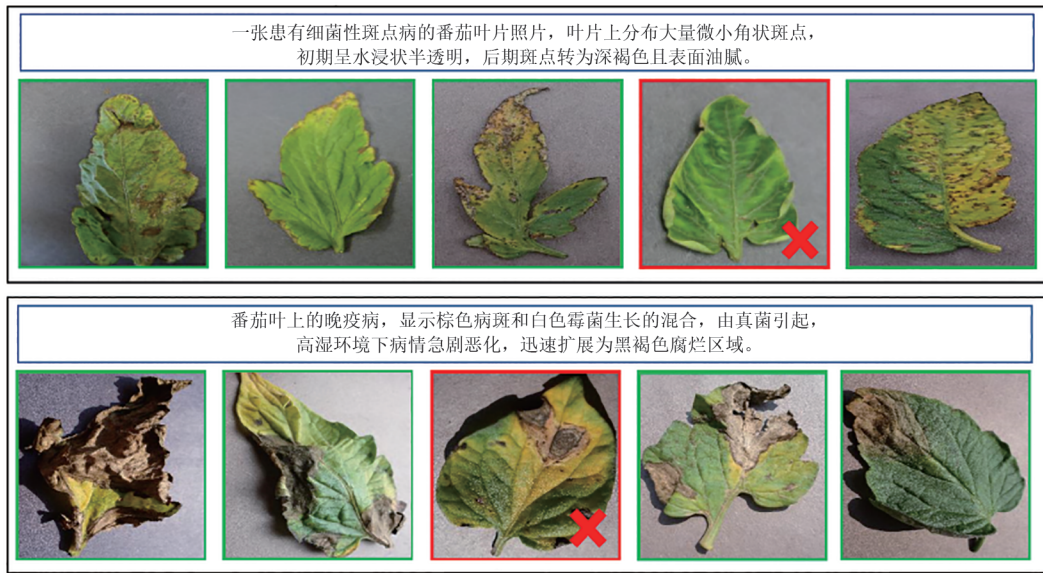 一张患有细菌性斑点病的番茄叶片照片，叶片上分布大量微小角状斑点，
初期呈水浸状半透明，后期斑点转为深褐色且表面油腻。
番茄叶上的晚疫病，显示棕色病斑和白色霉菌生长的混合，由真菌引起，
高湿环境下病情急剧恶化，迅速扩展为黑褐色腐烂区域。